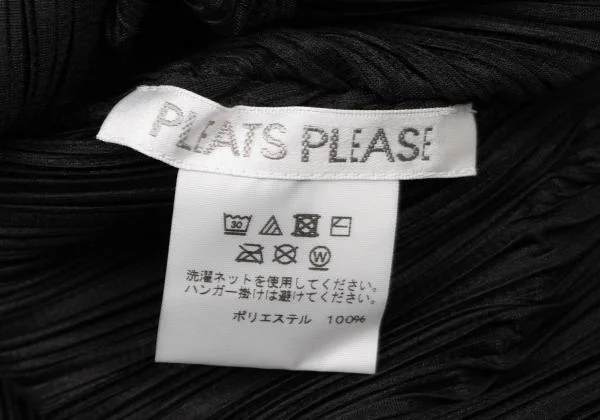 PLEATS PLEASE
30
W
洗濯ネットを使用してください。
ハンガー掛けは避けてください。
ポリエステル 100%